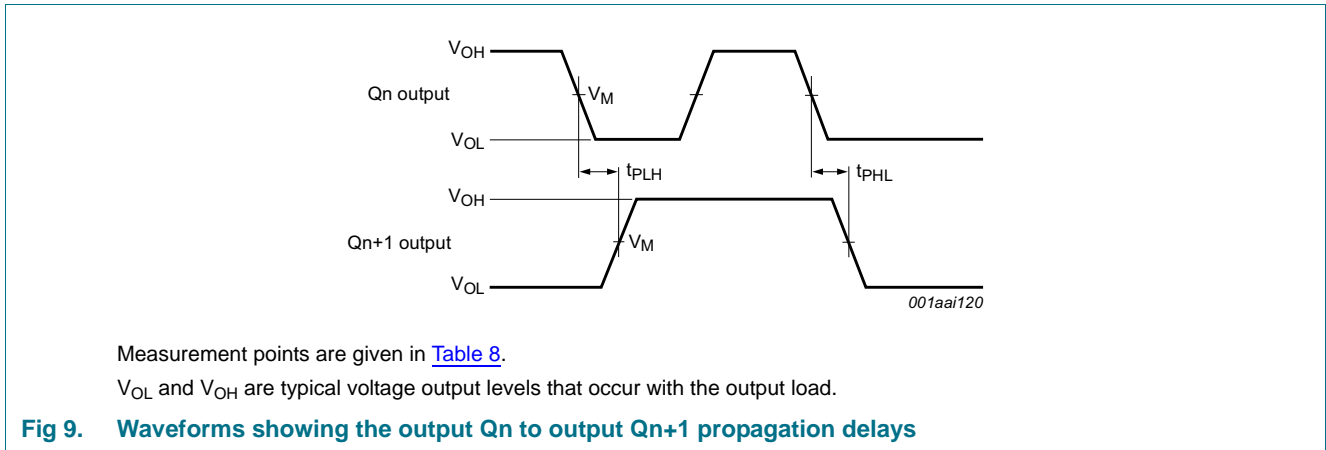 VOH
Qn output
VM
VOL
tPLH
tPHL
VOH
Qn+1 output
VM
VOL
001aai120
Measurement points are given in Table 8.
VOL and VOH are typical voltage output levels that occur with the output load.
Fig 9. Waveforms showing the output Qn to output Qn+1 propagation delays